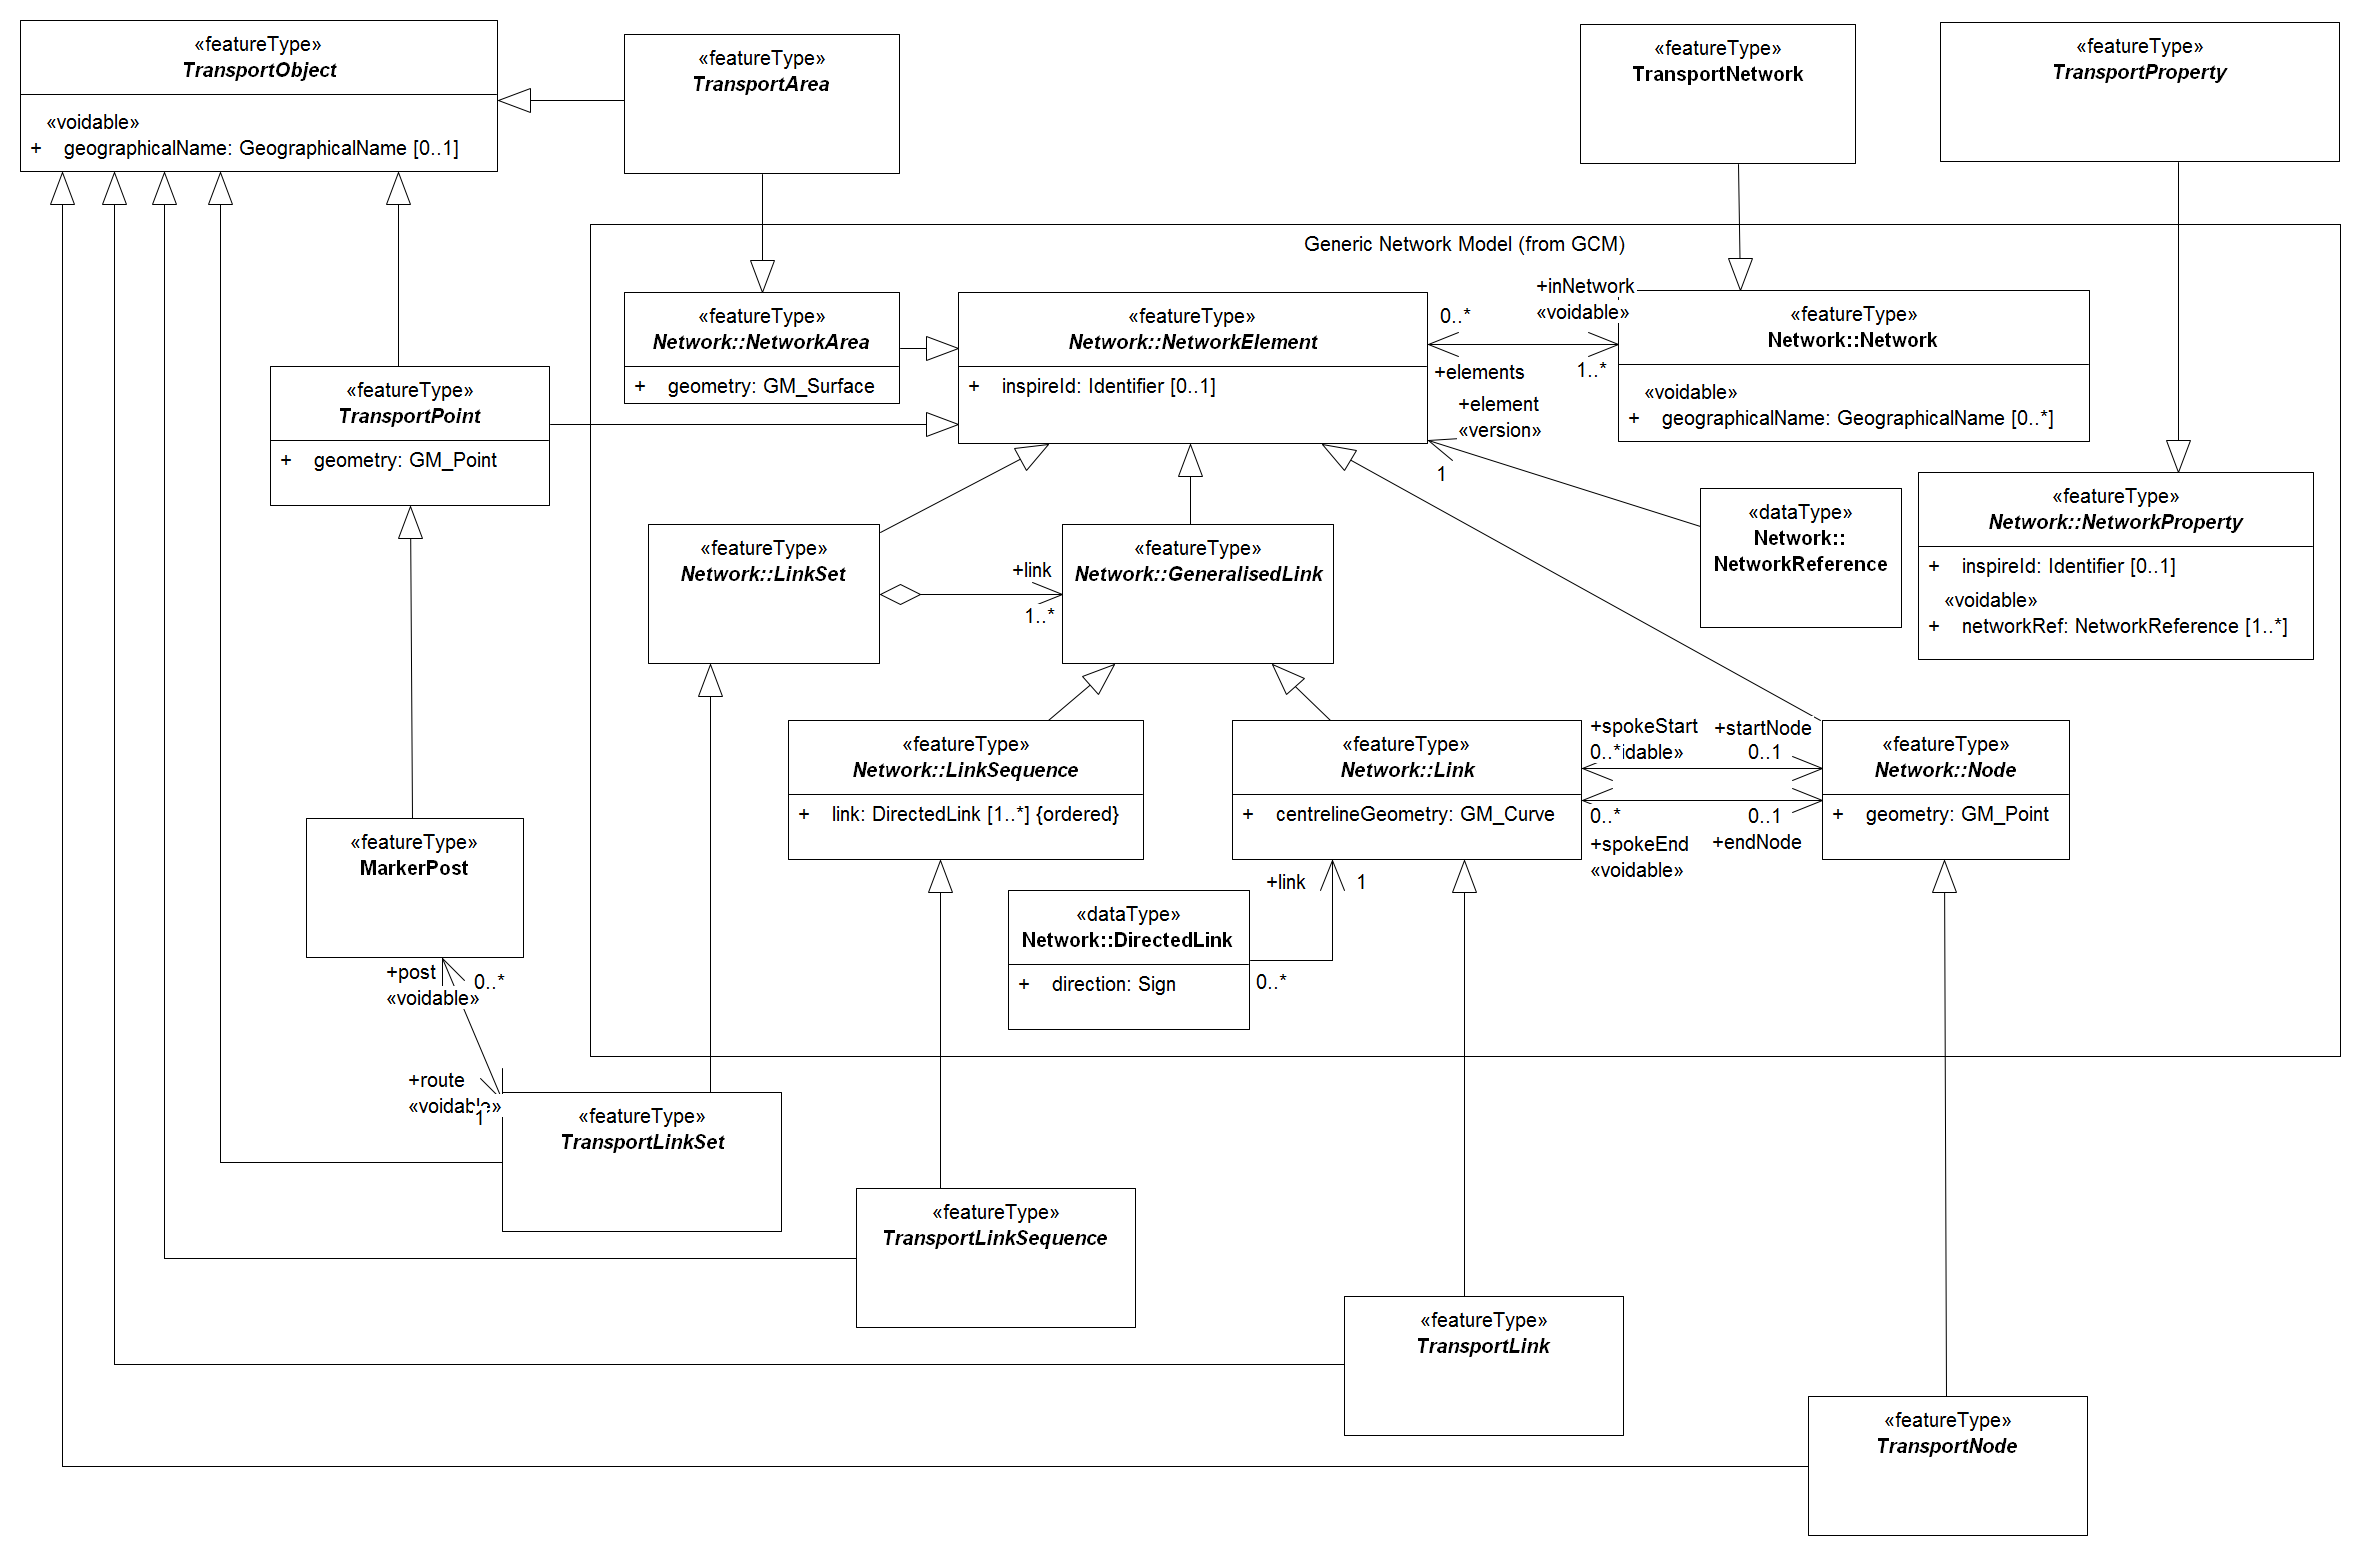 «featureType»
TransportObject
«voidable»
+ geographicalName: GeographicalName [0..1]
«featureType»
TransportArea
«featureType»
TransportNetwork
«featureType»
TransportProperty
Generic Network Model (from GCM)
«featureType»
Network::NetworkArea
+ geometry: GM_Surface
«featureType»
Network::NetworkElement
+ inspireId: Identifier [0..1]
+inNetwork
«voidable»
0..*
1..*
+elements
«featureType»
Network::Network
«voidable»
+ geographicalName: GeographicalName [0..*]
+element
«version»
1
«featureType»
TransportPoint
+ geometry: GM_Point
«dataType»
Network::
NetworkReference
«featureType»
Network::NetworkProperty
+ inspireId: Identifier [0..1]
«voidable»
+ networkRef: NetworkReference [1..*]
«featureType»
Network::LinkSet
+link
1..*
«featureType»
Network::GeneralisedLink
«featureType»
Network::LinkSequence
+ link: DirectedLink [1..*] {ordered}
«featureType»
Network::Link
+ centrelineGeometry: GM_Curve
+spokeStart
0..*
+startNode
0..1
0..*
0..1
+spokeEnd
«voidable»
+endNode
«featureType»
Network::Node
+ geometry: GM_Point
«featureType»
MarkerPost
+link
1
«dataType»
Network::DirectedLink
+ direction: Sign
0..*
+post
«voidable»
0..*
+route
«voidable»
1
«featureType»
TransportLinkSet
«featureType»
TransportLinkSequence
«featureType»
TransportLink
«featureType»
TransportNode